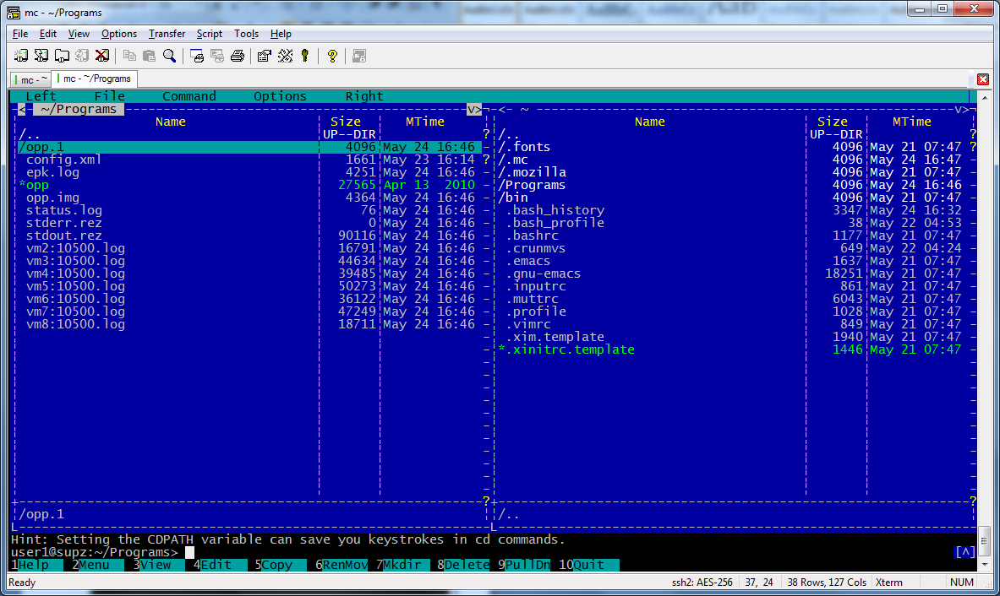 mc - ~/Programs
File Edit View Options Transfer Script Tools Help
mc - ~ mc - ~/Programs
Left File Command Options Right
<- ~/Programs v> <- ~ v>
Name Size MTime Name Size MTime
/.. UP--DIR ? /.. UP--DIR ?
/opp.1 4096 May 24 16:46 /.fonts 4096 May 21 07:47 ?
config.xml 1661 May 23 16:14 ? /.mc 4096 May 24 16:46
epk.log 4251 May 24 16:46 /.mozilla 4096 May 21 07:47
*opp 27565 Apr 13 2010 /Programs 4096 May 24 16:46
opp.img 4364 May 24 16:46 /bin 4096 May 21 07:47
status.log 76 May 24 16:46 .bash_history 3347 May 24 16:32
stderr.rez 0 May 24 16:46 .bash_profile 38 May 22 04:53
stdout.rez 90116 May 24 16:46 .bashrc 1177 May 21 07:47
vm2:10500.log 16791 May 24 16:46 .crunmvs 649 May 22 04:24
vm3:10500.log 44634 May 24 16:46 .emacs 1637 May 21 07:47
vm4:10500.log 39485 May 24 16:46 .gnu-emacs 18251 May 21 07:47
vm5:10500.log 50273 May 24 16:46 .inputrc 861 May 21 07:47
vm6:10500.log 36122 May 24 16:46 .muttrc 6043 May 21 07:47
vm7:10500.log 47249 May 24 16:46 .profile 1028 May 21 07:47
vm8:10500.log 18711 May 24 16:46 .vimrc 849 May 21 07:47
.xim.template 1940 May 21 07:47
*.xinitrc.template 1446 May 21 07:47
/opp.1 /..
Hint: Setting the CDPATH variable can save you keystrokes in cd commands.
user1@supz:~/Programs> [^]
1Help 2Menu 3View 4Edit 5Copy 6RenMov 7Mkdir 8Delete 9PullDn 10Quit
Ready ssh2: AES-256 37, 24 38 Rows, 127 Cols Xterm NUM